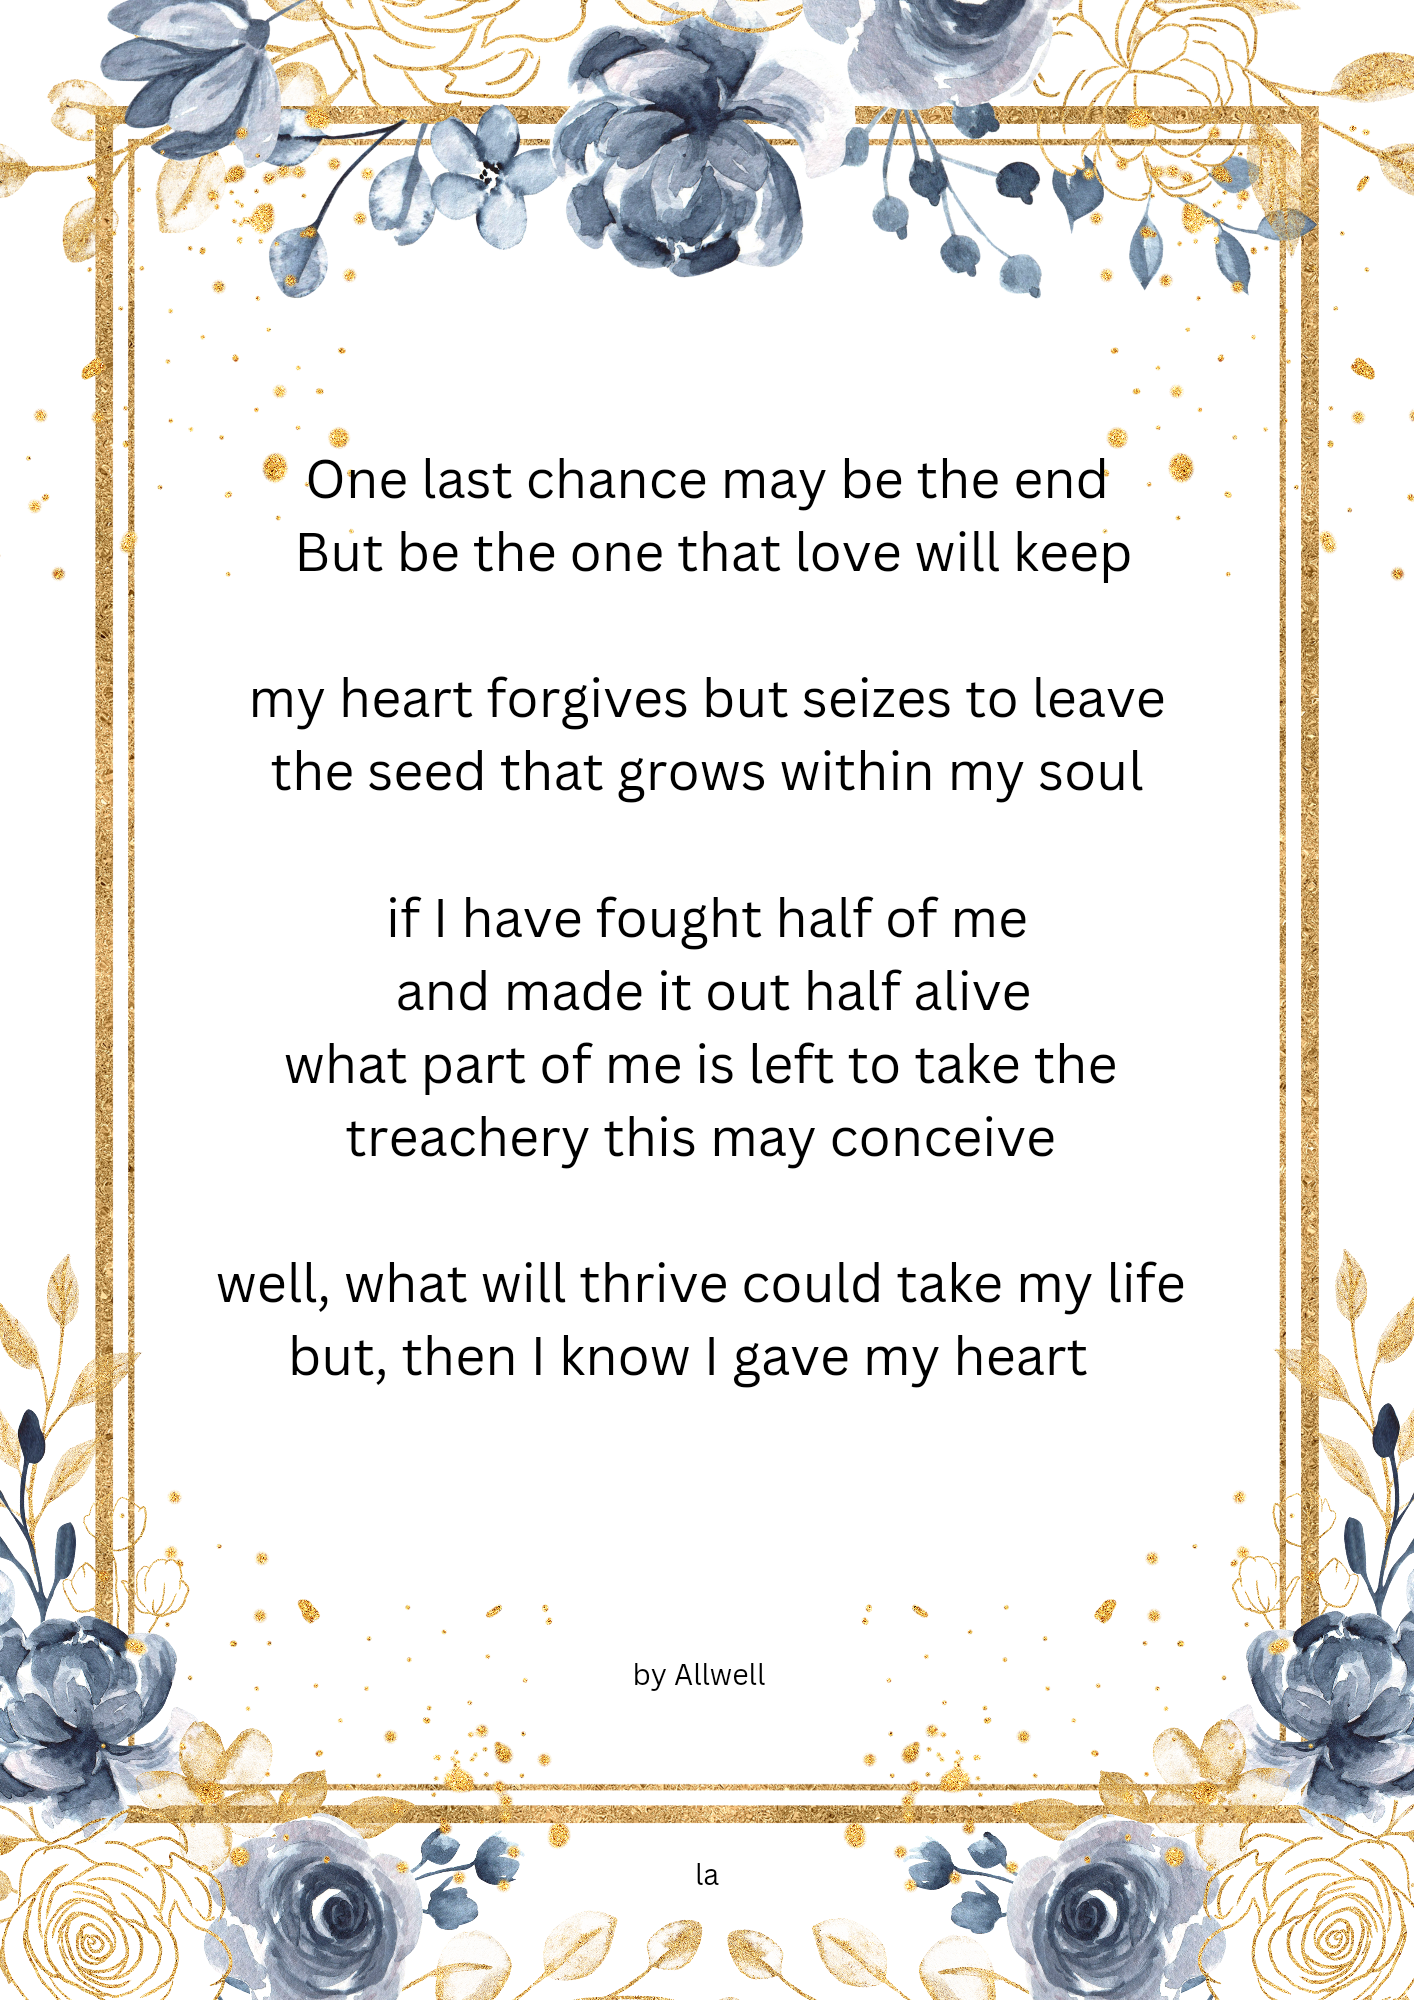 One last chance may be the end
But be the one that love will keep
my heart forgives but seizes to leave
the seed that grows within my soul
if I have fought half of me
and made it out half alive
what part of me is left to take the
treachery this may conceive
well, what will thrive could take my life
but, then I know I gave my heart
by Allwell
la